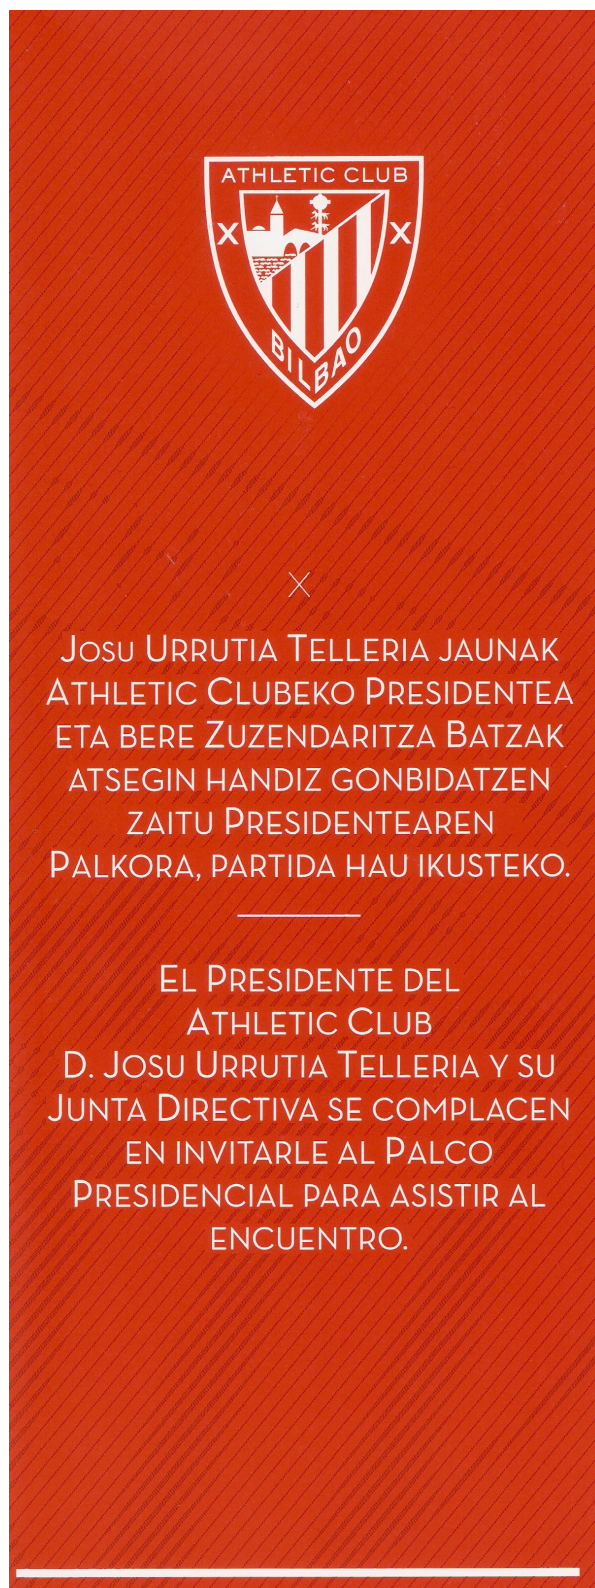 ATHLETIC CLUB
X X
BILBAO
X
JOSU URRUTIA TELLERIA JAUNAK
ATHLETIC CLUBEKO PRESIDENTEA
ETA BERE ZUZENDARITZA BATZAK
ATSEGIN HANDIZ GONBIDATZEN
ZAITU PRESIDENTEAREN
PALKORA, PARTIDA HAU IKUSTEKO.
EL PRESIDENTE DEL
ATHLETIC CLUB
D. JOSU URRUTIA TELLERIA Y SU
JUNTA DIRECTIVA SE COMPLACEN
EN INVITARLE AL PALCO
PRESIDENCIAL PARA ASISTIR AL
ENCUENTRO.